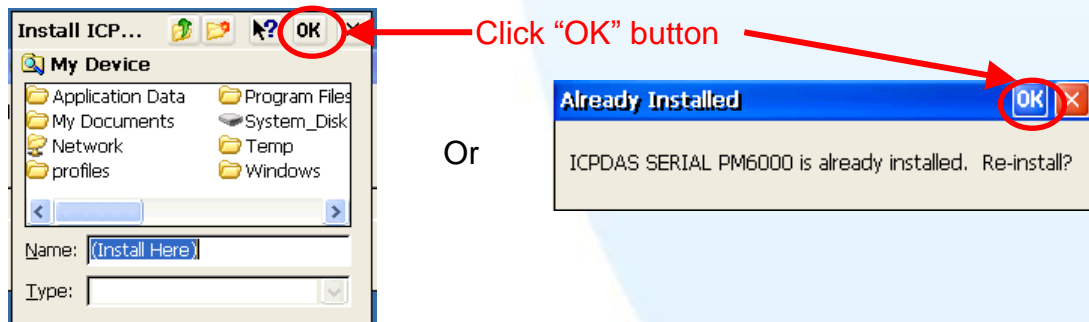 Install ICP... OK
My Device
Application Data Program Files
My Documents System_Disk
Network Temp
profiles Windows
Name: (Install Here)
Type:
Click “OK” button
Or
Already Installed OK
ICPDAS SERIAL PM6000 is already installed. Re-install?